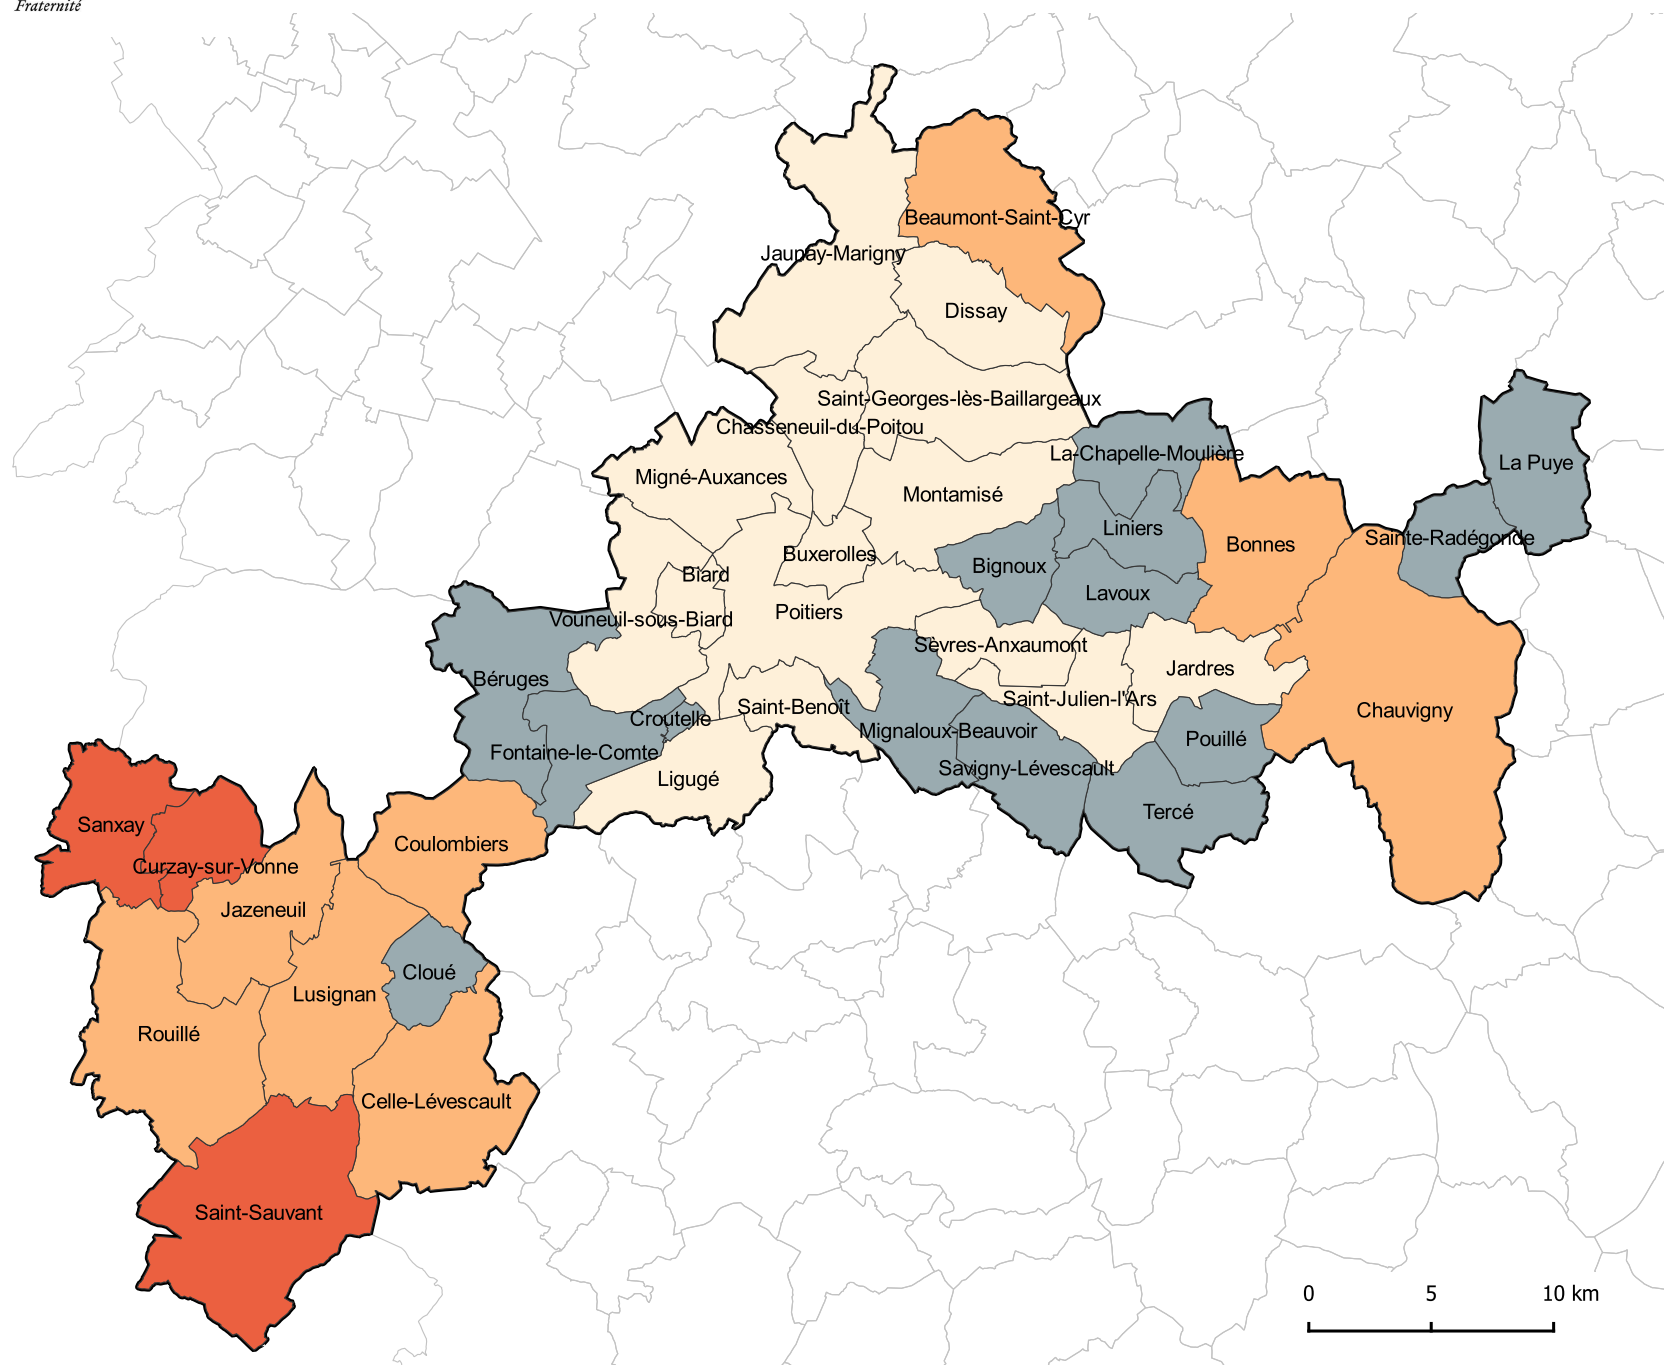 Fraternité
Beaumont-Saint-Cyr
Jaunay-Marigny
Dissay
Saint-Georges-lès-Baillargeaux
Chasseneuil-du-Poitou
La-Chapelle-Moulière
La Puye
Migné-Auxances
Montamisé
Liniers
Sainte-Radégonde
Bonnes
Buxerolles
Bignoux
Biard
Lavoux
Poitiers
Vouneuil-sous-Biard
Sèvres-Anxaumont
Jardres
Béruges
Saint-Julien-l'Ars
Saint-Benoît
Chauvigny
Croutelle
Mignaloux-Beauvoir
Pouillé
Fontaine-le-Comte
Savigny-Lévescault
Ligugé
Tercé
Sanxay
Coulombiers
Curzay-sur-Vonne
Jazeneuil
Cloué
Lusignan
Rouillé
Celle-Lévescault
Saint-Sauvant
0 5 10 km